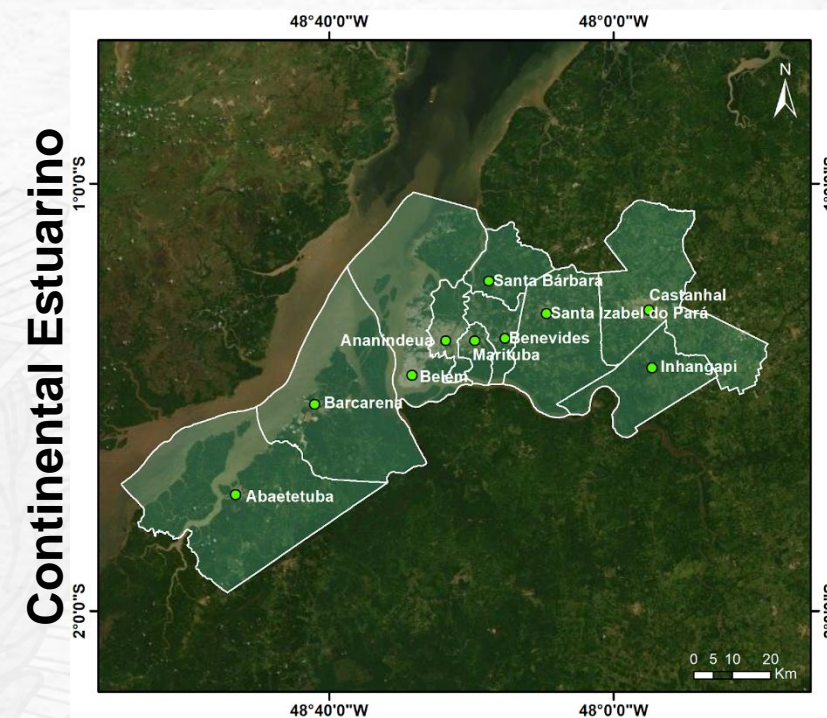 Continental Estuarino
48°40'0"W
48°0'0"W
N
1°0'0"S
Santa Bárbara
Castanhal
Santa Izabel do Pará
Ananindeua
Benevides
Marituba
Inhangapi
Belém
Barcarena
Abaetetuba
2°0'0"S
0 5 10 20
Km
48°40'0"W
48°0'0"W